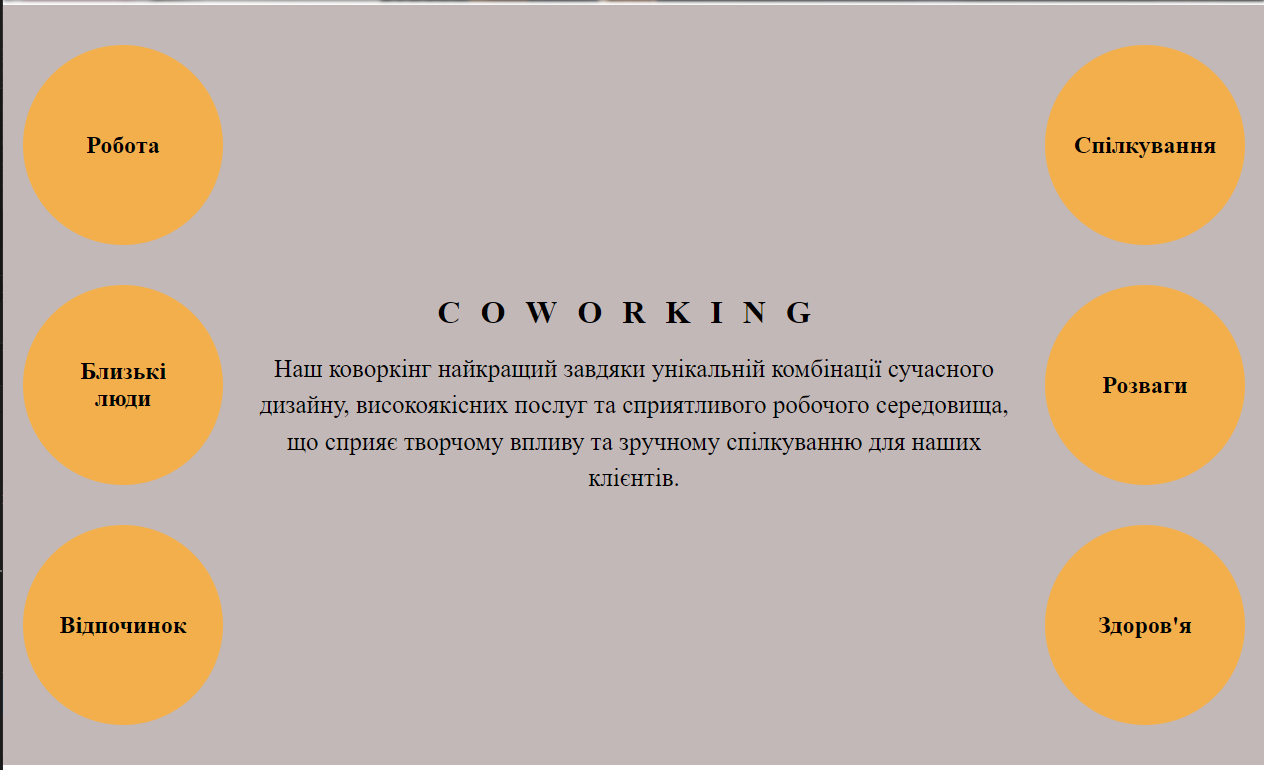 Робота
Близькі
люди
Відпочинок
C O W O R K I N G
Наш коворкінг найкращий завдяки унікальній комбінації сучасного
дизайну, високоякісних послуг та сприятливого робочого середовища,
що сприяє творчому впливу та зручному спілкуванню для наших
клієнтів.
Спілкування
Розваги
Здоров'я